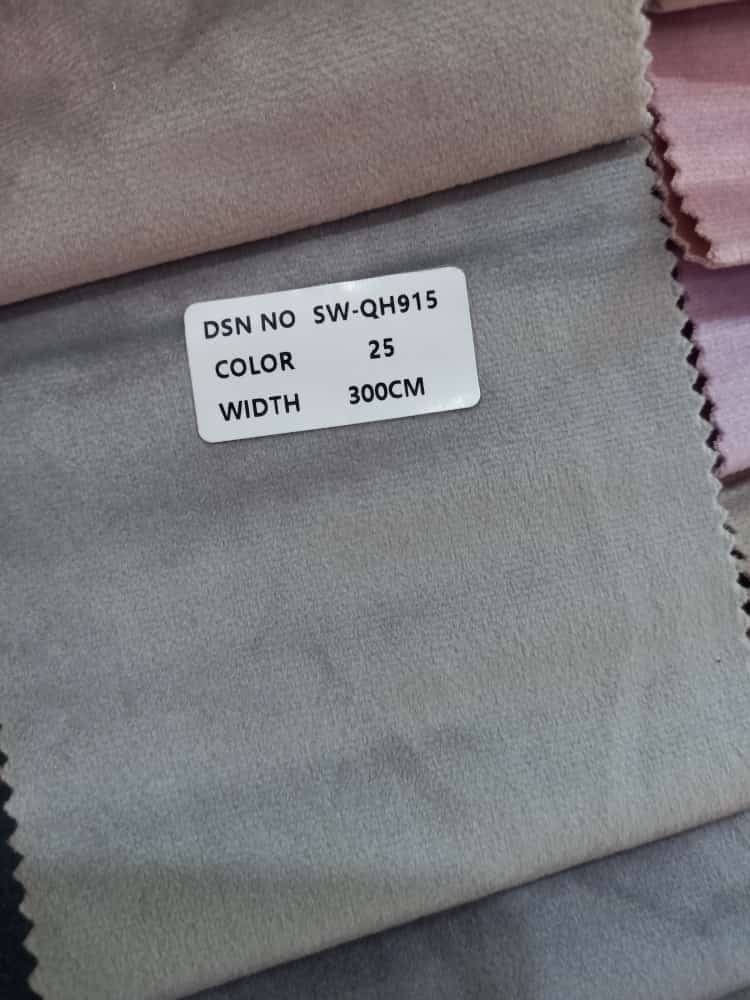 DSN NO SW-QH915
COLOR 25
WIDTH 300CM